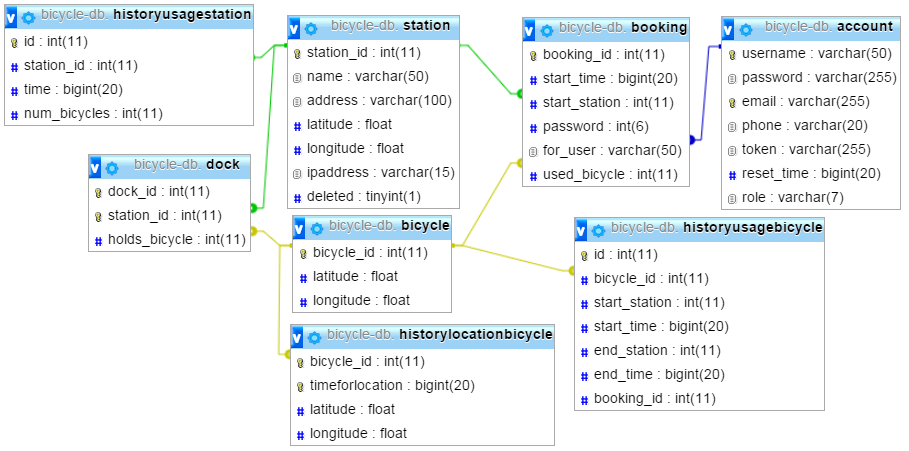 v bicycle-db. historyusagestation
id : int(11)
# station_id : int(11)
# time : bigint(20)
# num_bicycles : int(11)
v bicycle-db. station
station_id : int(11)
name : varchar(50)
address : varchar(100)
# latitude : float
# longitude : float
ipaddress : varchar(15)
# deleted : tinyint(1)
v bicycle-db. booking
booking_id : int(11)
# start_time : bigint(20)
# start_station : int(11)
# password : int(6)
for_user : varchar(50)
# used_bicycle : int(11)
v bicycle-db. account
username : varchar(50)
password : varchar(255)
email : varchar(255)
phone : varchar(20)
token : varchar(255)
# reset_time : bigint(20)
role : varchar(7)
v bicycle-db. dock
dock_id : int(11)
station_id : int(11)
# holds_bicycle : int(11)
v bicycle-db. bicycle
bicycle_id : int(11)
# latitude : float
# longitude : float
v bicycle-db. historyusagebicycle
id : int(11)
# bicycle_id : int(11)
# start_station : int(11)
# start_time : bigint(20)
# end_station : int(11)
# end_time : bigint(20)
# booking_id : int(11)
v bicycle-db. historylocationbicycle
bicycle_id : int(11)
timeforlocation : bigint(20)
# latitude : float
# longitude : float